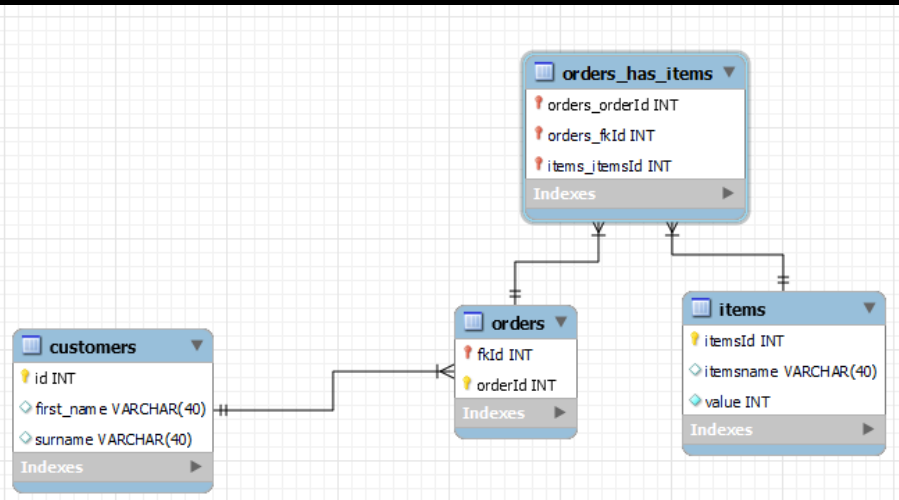 orders_has_items
orders_orderId INT
orders_fkId INT
items_itemsId INT
Indexes
customers
id INT
first_name VARCHAR(40)
surname VARCHAR(40)
Indexes
orders
fkId INT
orderId INT
Indexes
items
itemsId INT
itemsname VARCHAR(40)
value INT
Indexes